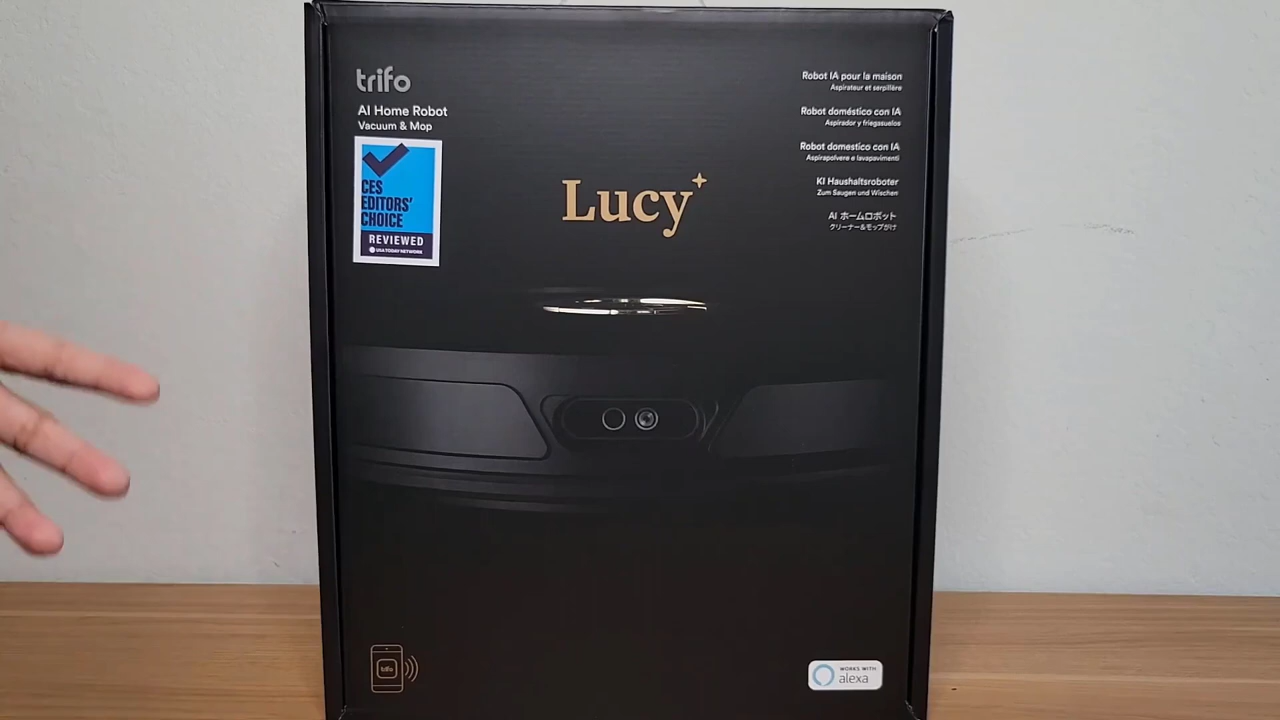 trifo
AI Home Robot
Vacuum & Mop
CES
EDITORS'
CHOICE
REVIEWED
USA TODAY NETWORK
Lucy
Robot IA pour la maison
Aspirateur et serpillère
Robot doméstico con IA
Aspirador y friegasuelos
Robot domestico con IA
Aspirapolvere e lavapavimenti
KI Haushaltsroboter
Zum Saugen und Wischen
AI ホームロボット
クリーナー&モップがけ
trifo
WORKS WITH
alexa